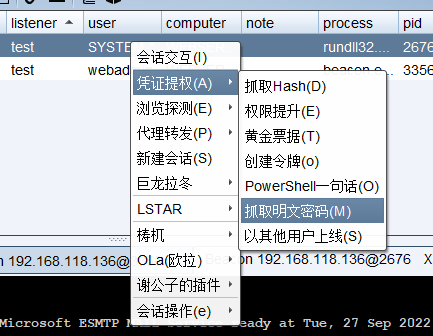 listener user computer note process pid
test SYSTE rundll32.... 2676
test webad 3356
会话交互(I)
凭证提权(A)
浏览探测(E)
代理转发(P)
新建会话(S)
巨龙拉冬
LSTAR
梼杌
OLa(欧拉)
谢公子的插件
会话操作(e)
抓取Hash(D)
权限提升(E)
黄金票据(T)
创建令牌(o)
PowerShell一句话(O)
抓取明文密码(M)
以其他用户上线(S)
192.168.118.136@ 192.168.118.136@2676 X
Microsoft ESMTP at Tue, 27 Sep 2022